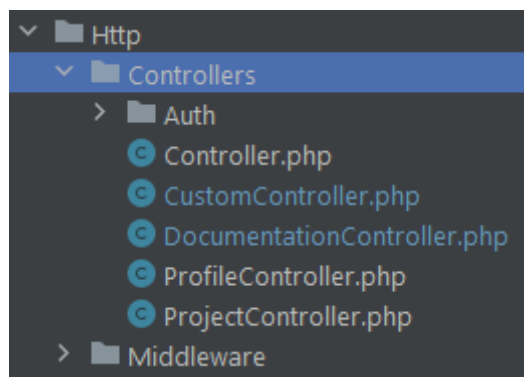 Http
Controllers
Auth
Controller.php
CustomController.php
DocumentationController.php
ProfileController.php
ProjectController.php
Middleware